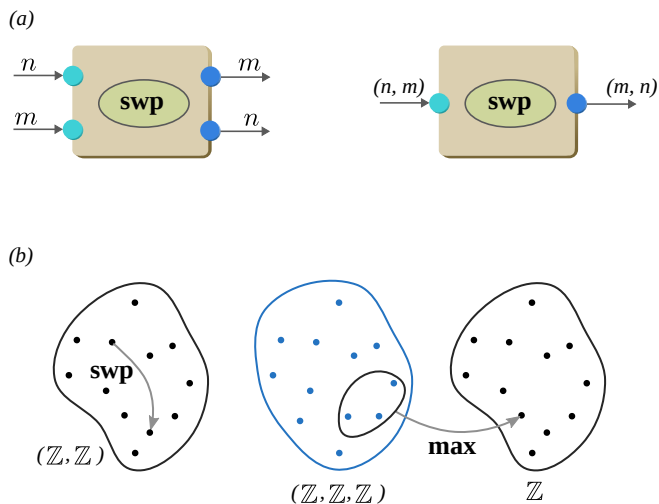 (a)
n swp m
m n
(n, m) swp (m, n)
(b)
swp
(ℤ, ℤ)
max
(ℤ, ℤ, ℤ)
ℤ